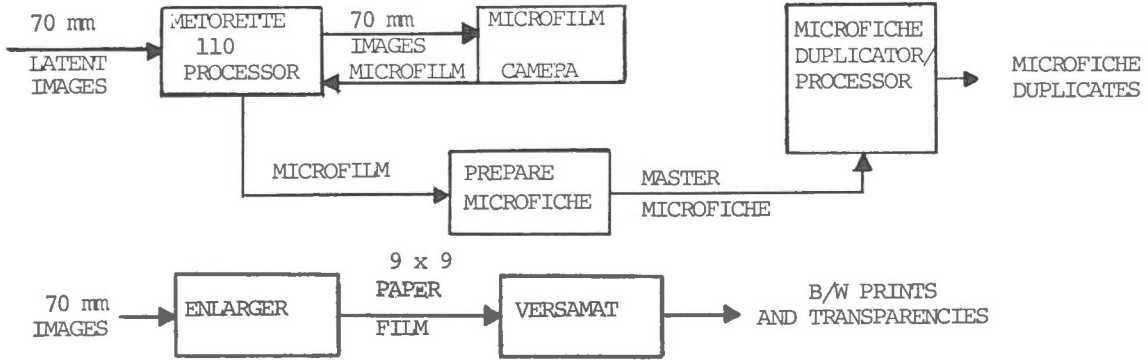 70 mm
LATENT
IMAGES
METORETTE
110
PROCESSOR
70 mm
IMAGES
MICROFILM
MICROFILM
CAMEPA
MICROFICHE
DUPLICATOR/
PROCESSOR
MICROFICHE
DUPLICATES
MICROFILM
PREPARE
MICROFICHE
MASTER
MICROFICHE
70 mm
IMAGES
ENLARGER
9 x 9
PAPER
FILM
VERSAMAT
B/W PRINTS
AND TRANSPARENCIES